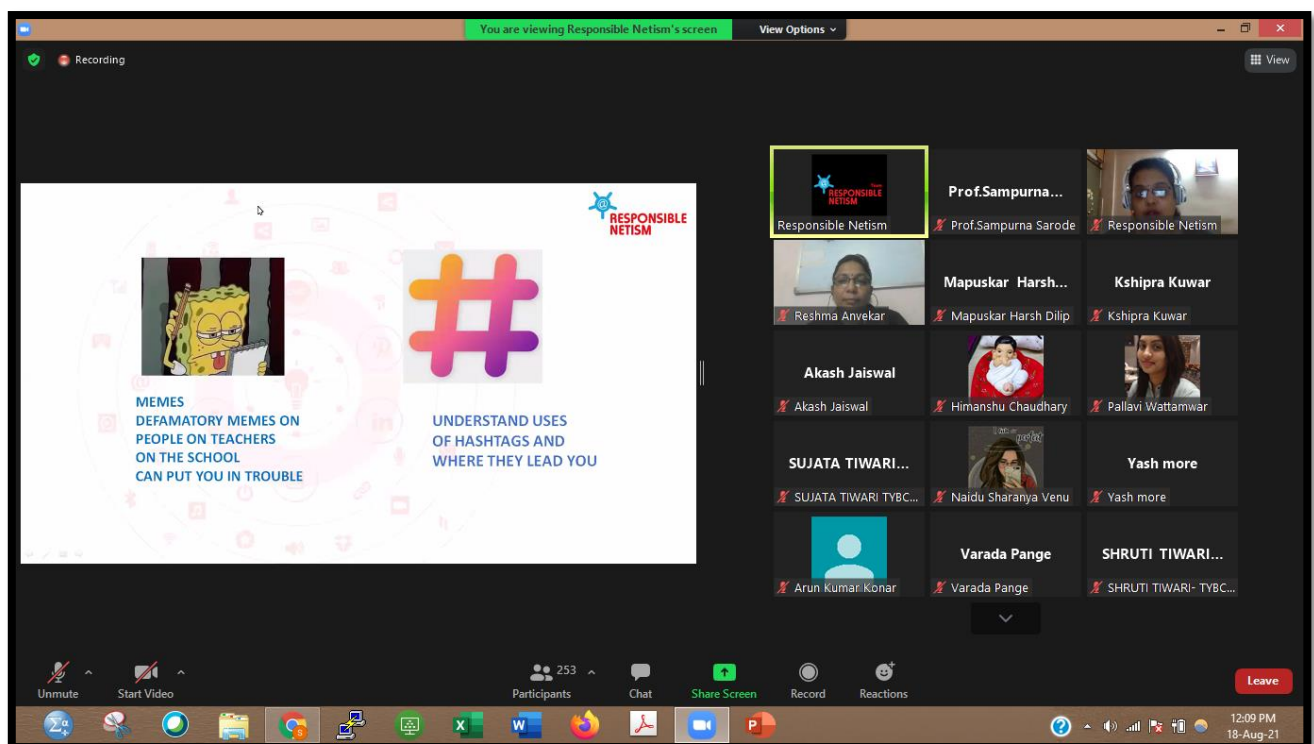 You are viewing Responsible Netism's screen
View Options
Recording
View
RESPONSIBLE
NETISM
MEMES
DEFAMATORY MEMES ON
PEOPLE ON TEACHERS
ON THE SCHOOL
CAN PUT YOU IN TROUBLE
UNDERSTAND USES
OF HASHTAGS AND
WHERE THEY LEAD YOU
RESPONSIBLE
NETISM
Responsible Netism
Prof.Sampurna...
Prof.Sampurna Sarode
Responsible Netism
Reshma Anvekar
Mapuskar Harsh...
Mapuskar Harsh Dilip
Kshipra Kuwar
Kshipra Kuwar
Akash Jaiswal
Akash Jaiswal
Himanshu Chaudhary
Pallavi Wattamwar
SUJATA TIWARI...
SUJATA TIWARI TYBC...
Naidu Sharanya Venu
Yash more
Yash more
Arun Kumar Konar
Varada Pange
Varada Pange
SHRUTI TIWARI...
SHRUTI TIWARI- TYBC...
Unmute
Start Video
253
Participants
Chat
Share Screen
Record
Reactions
Leave
12:09 PM
18-Aug-21